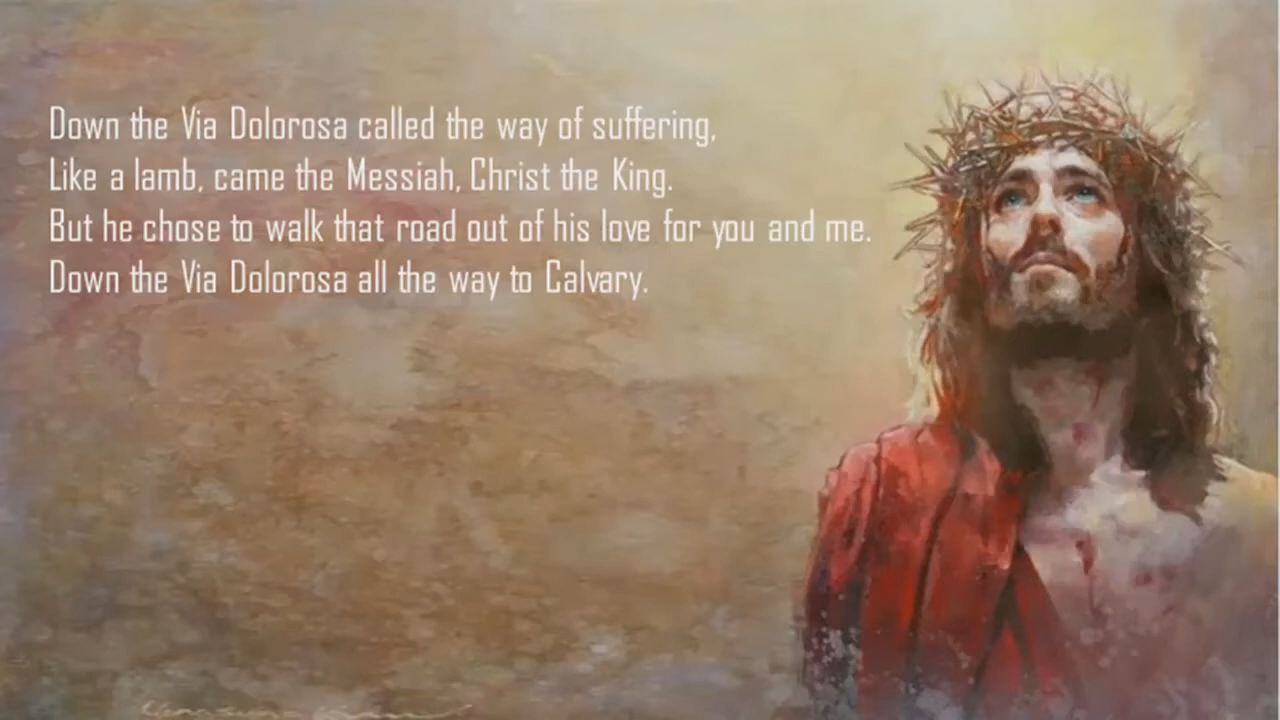 Down the Via Dolorosa called the way of suffering,
Like a lamb, came the Messiah, Christ the King.
But he chose to walk that road out of his love for you and me.
Down the Via Dolorosa all the way to Calvary.